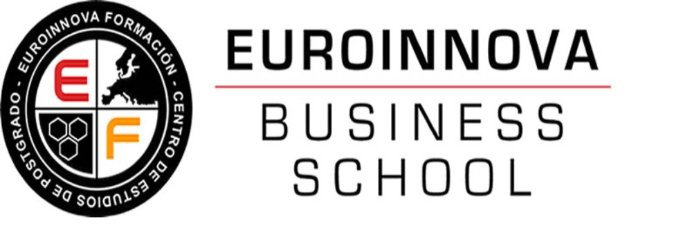 EUROINNOVA FORMACIÓN - CENTRO DE ESTUDIOS DE POSTGRADO -
E
F
EUROINNOVA
BUSINESS
SCHOOL